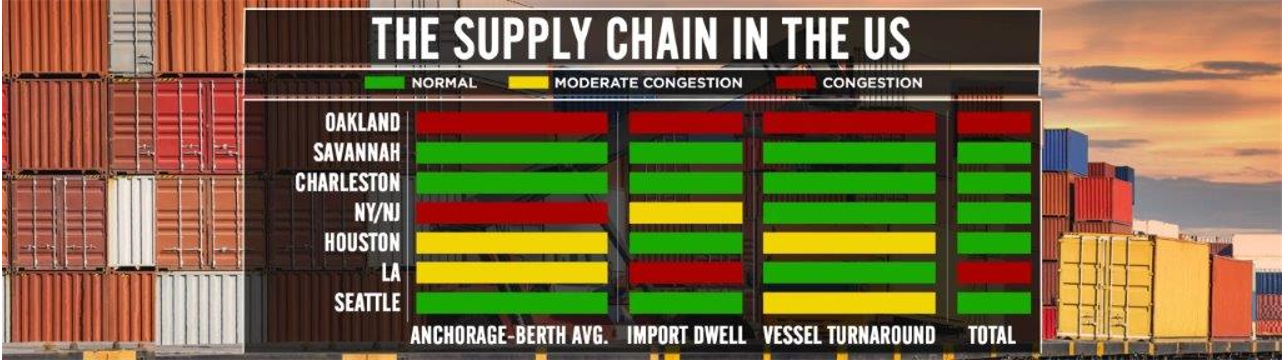 THE SUPPLY CHAIN IN THE US
NORMAL MODERATE CONGESTION CONGESTION
OAKLAND
SAVANNAH
CHARLESTON
NY/NJ
HOUSTON
LA
SEATTLE
ANCHORAGE-BERTH AVG. IMPORT DWELL VESSEL TURNAROUND TOTAL